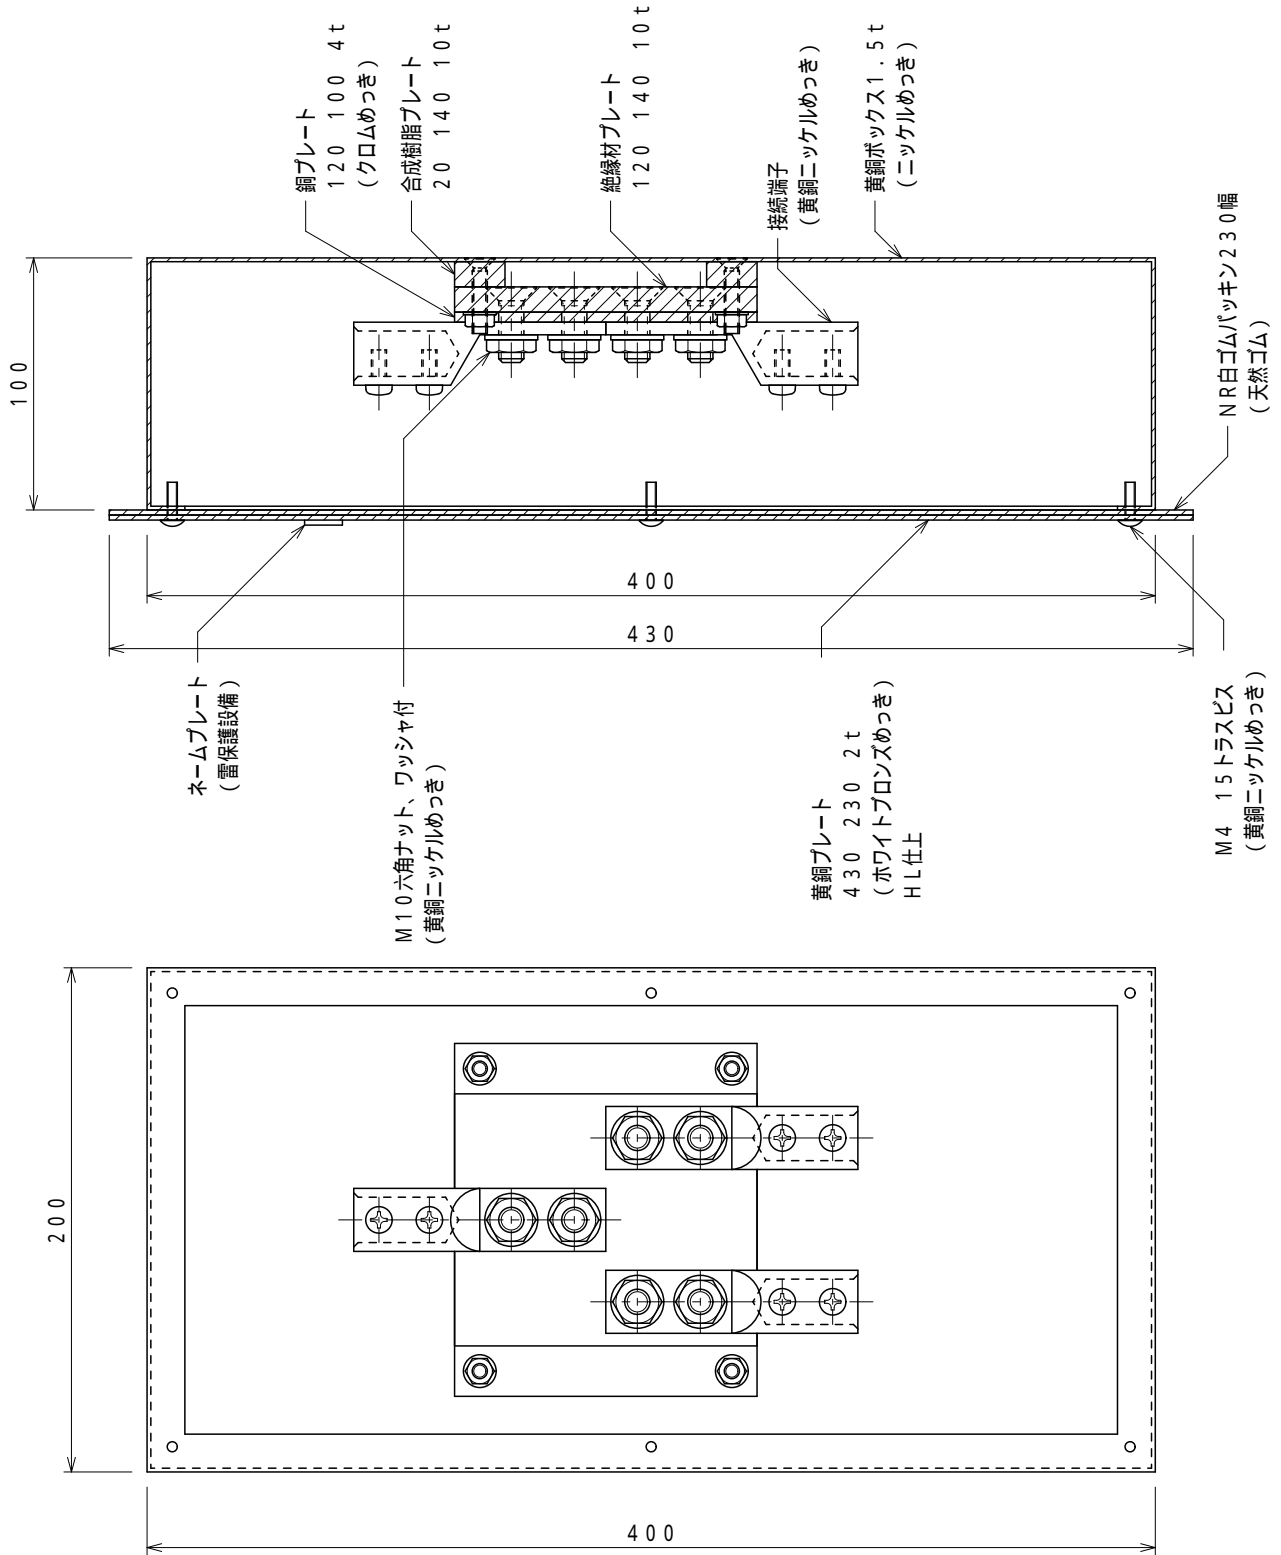 銅プレート
120 100 4t
(クロムめっき)
合成樹脂プレート
20 140 10t
絶縁材プレート
120 140 10t
接続端子
(黄銅ニッケルめっき)
黄銅ボックス1.5t
(ニッケルめっき)
NR白ゴムパッキン230幅
(天然ゴム)
100
400
430
ネームプレート
(雷保護設備)
M10六角ナット、ワッシャ付
(黄銅ニッケルめっき)
黄銅プレート
430 230 2t
(ホワイトブロンズめっき)
HL仕上
M4 15トラスビス
(黄銅ニッケルめっき)
200
400